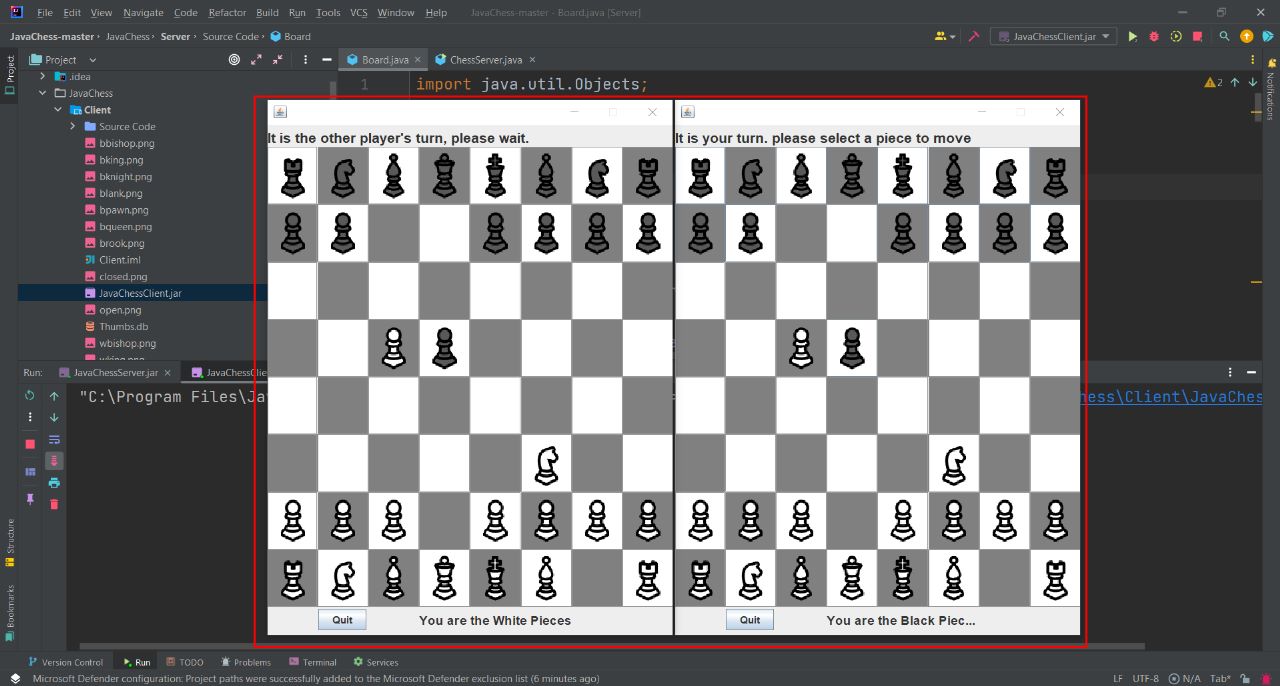 File Edit View Navigate Code Refactor Build Run Tools VCS Window Help JavaChess-master - Board.java [Server]
JavaChess-master JavaChess Server Source Code Board JavaChessClient.jar
Project
Project
Board.java
ChessServer.java
Notifications
.idea
1 import java.util.Objects;
2
JavaChess
Client
Source Code
bbishop.png
bking.png
bknight.png
blank.png
bpawn.png
bqueen.png
brook.png
Client.iml
closed.png
JavaChessClient.jar
open.png
Thumbs.db
wbishop.png
wking.png
It is the other player's turn, please wait.
It is your turn. please select a piece to move
Run: JavaChessServer.jar JavaChessClie
"C:\Program Files\Jav
hess\Client\JavaChes
Structure
Bookmarks
Quit You are the White Pieces
Quit You are the Black Piec...
Version Control Run TODO Problems Terminal Services
Microsoft Defender configuration: Project paths were successfully added to the Microsoft Defender exclusion list (6 minutes ago) LF UTF-8 N/A Tab*